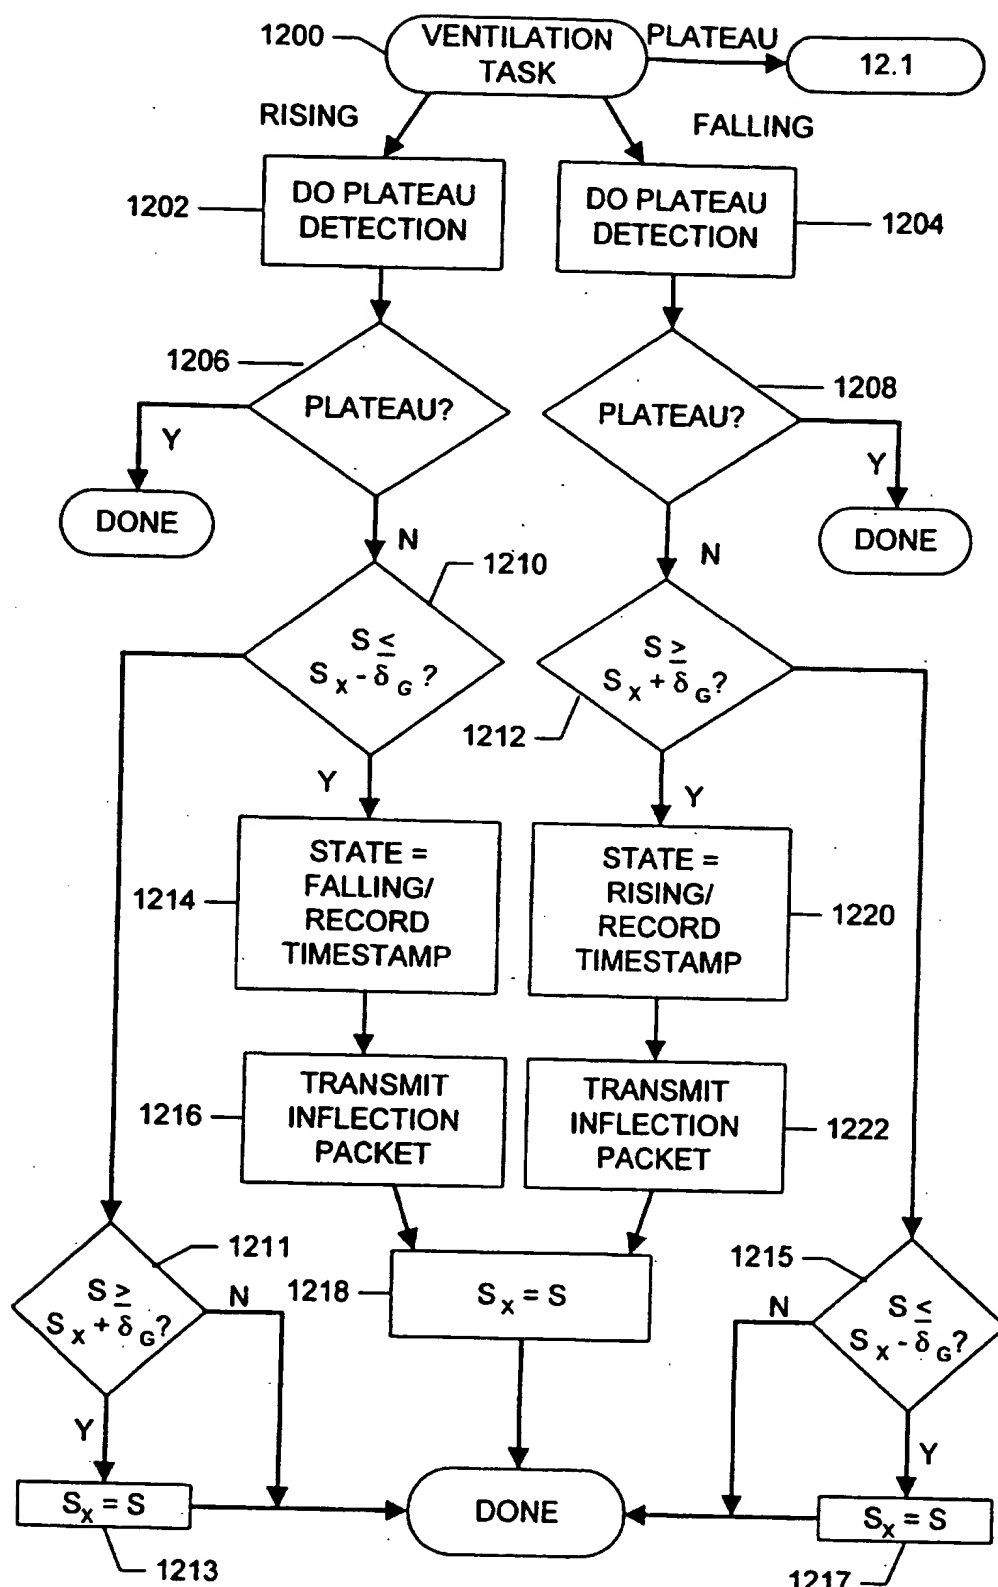 1200
VENTILATION
TASK
PLATEAU
12.1
RISING
FALLING
1202
DO PLATEAU
DETECTION
DO PLATEAU
DETECTION
1204
1206
PLATEAU?
Y
DONE
N
PLATEAU?
1208
Y
DONE
N
1210
S ≤
Sx - δG ?
S ≥
Sx + δG?
1212
Y
Y
1214
STATE =
FALLING/
RECORD
TIMESTAMP
STATE =
RISING/
RECORD
TIMESTAMP
1220
1216
TRANSMIT
INFLECTION
PACKET
TRANSMIT
INFLECTION
PACKET
1222
1211
S ≥
Sx + δG?
N
Y
1218
Sx = S
1215
S ≤
Sx - δG?
N
Y
Sx = S
1213
DONE
Sx = S
1217